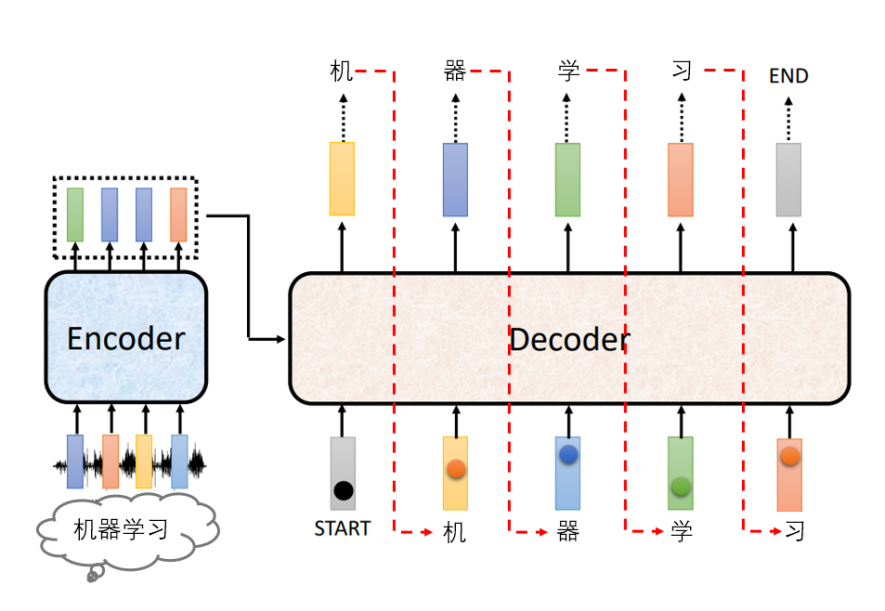 机 器 学 习 END
Encoder
Decoder
机器学习
START 机 器 学 习